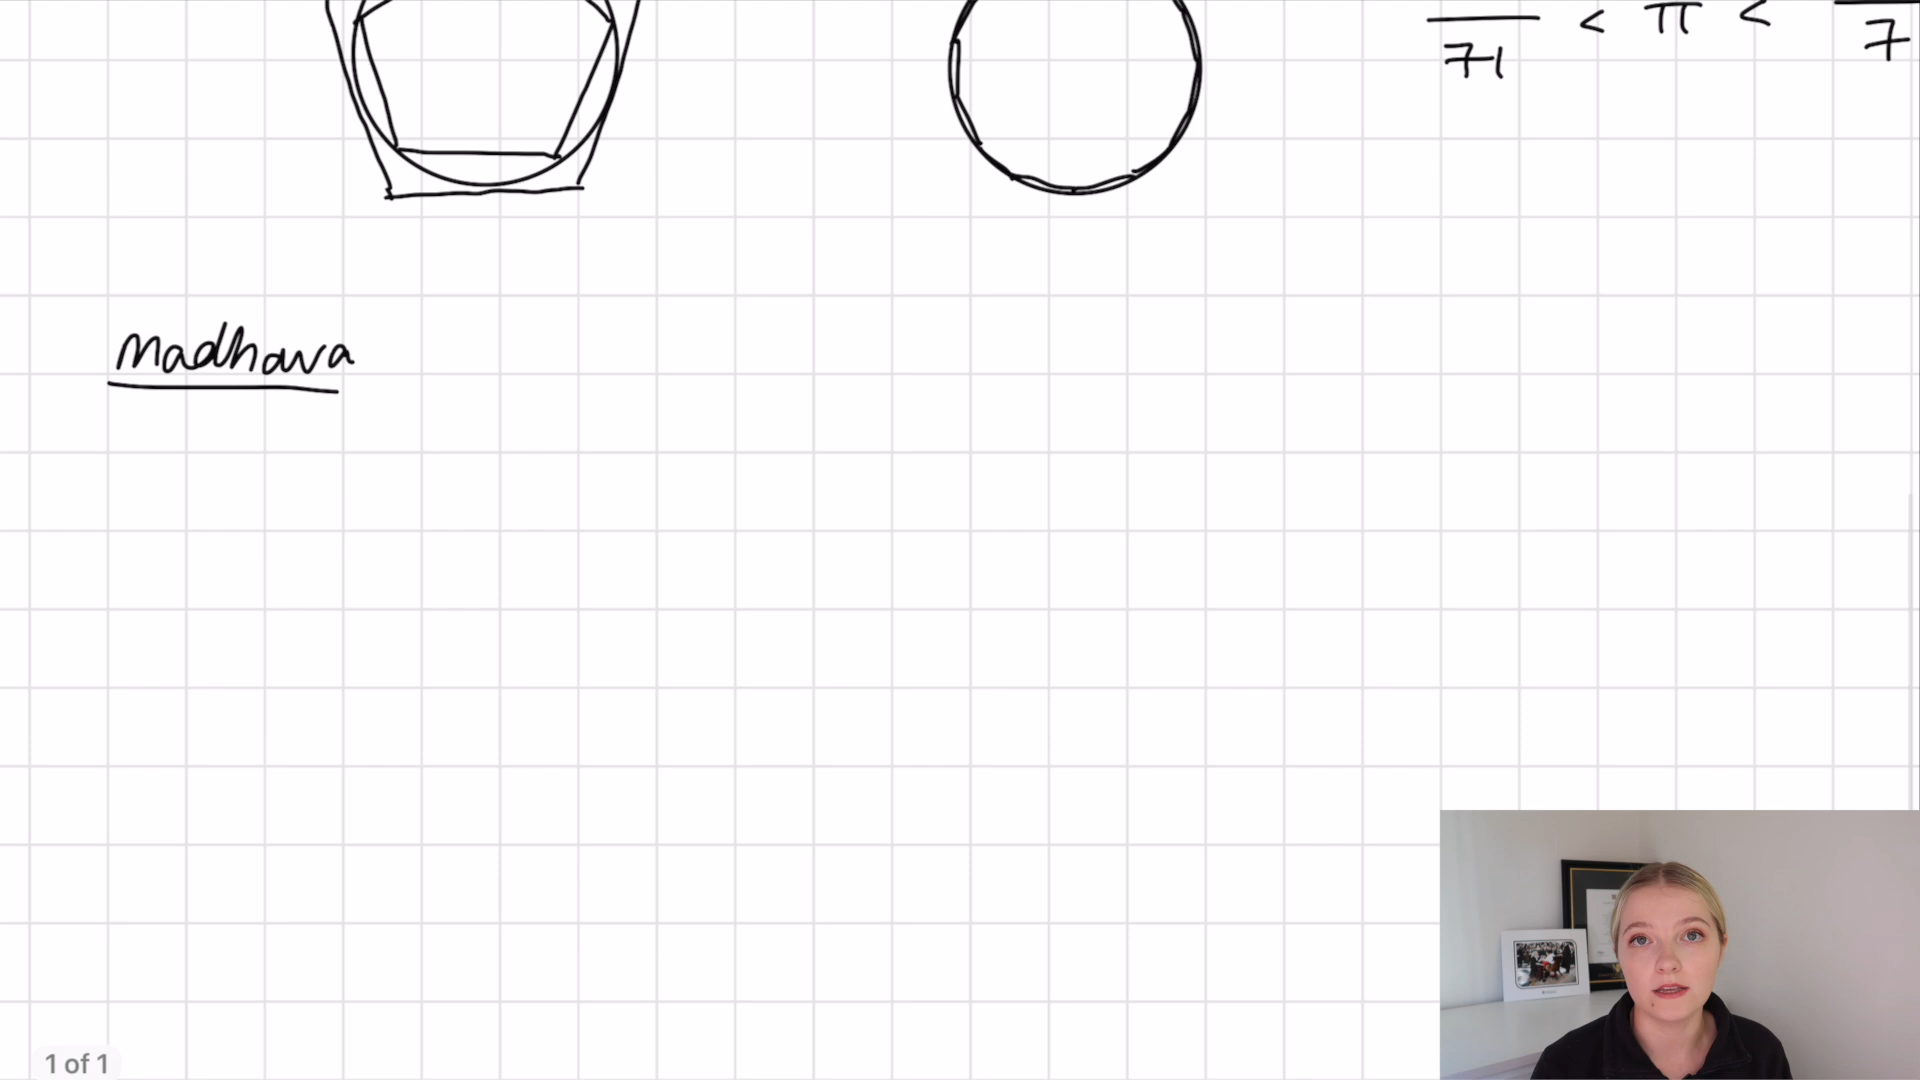 71 < π < 7
Madhava
1 of 1